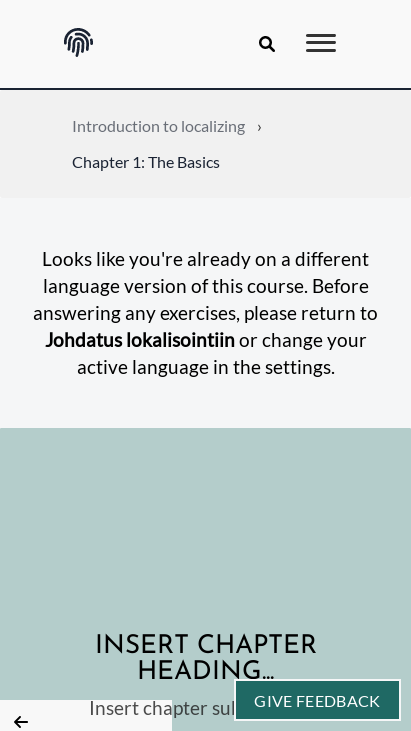 Introduction to localizing ›
Chapter 1: The Basics
Looks like you're already on a different
language version of this course. Before
answering any exercises, please return to
Johdatus lokalisointiin or change your
active language in the settings.
INSERT CHAPTER
HEADING...
Insert chapter
GIVE FEEDBACK